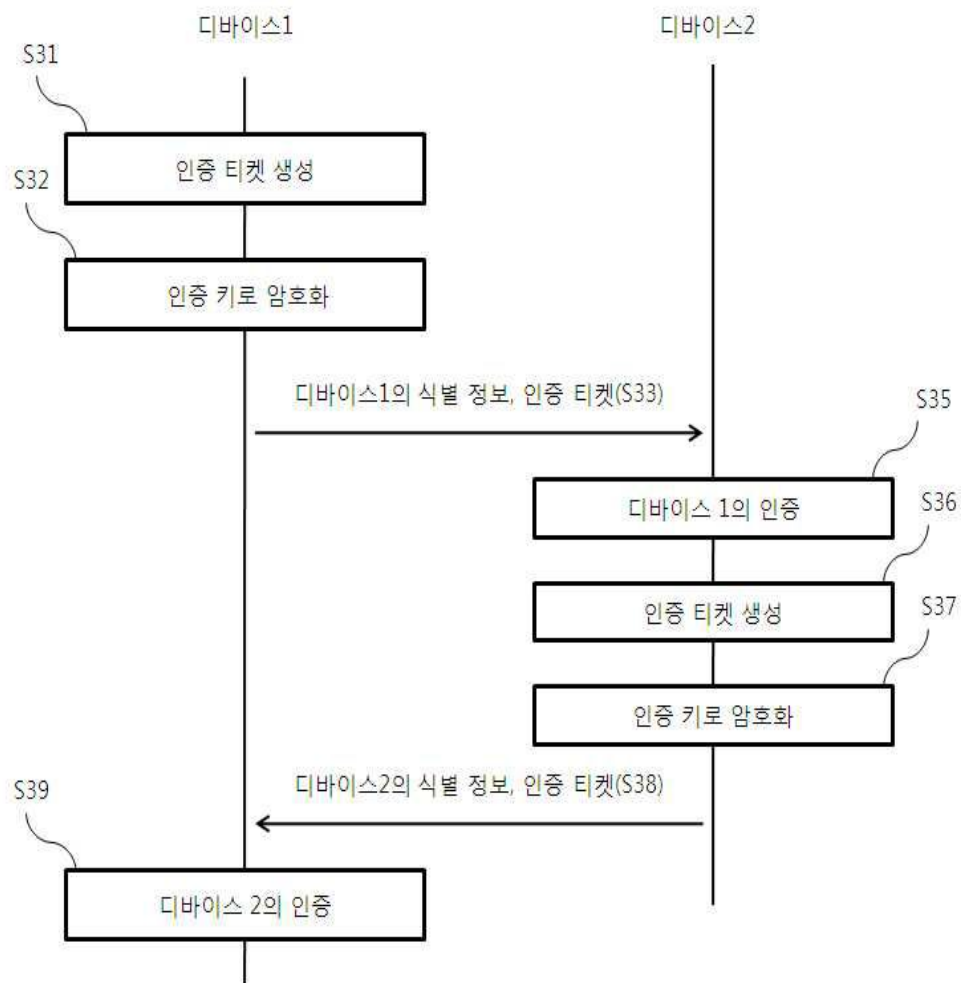 디바이스1
디바이스2
S31
인증 티켓 생성
S32
인증 키로 암호화
디바이스1의 식별 정보, 인증 티켓(S33)
S35
디바이스 1의 인증
S36
인증 티켓 생성
S37
인증 키로 암호화
디바이스2의 식별 정보, 인증 티켓(S38)
S39
디바이스 2의 인증